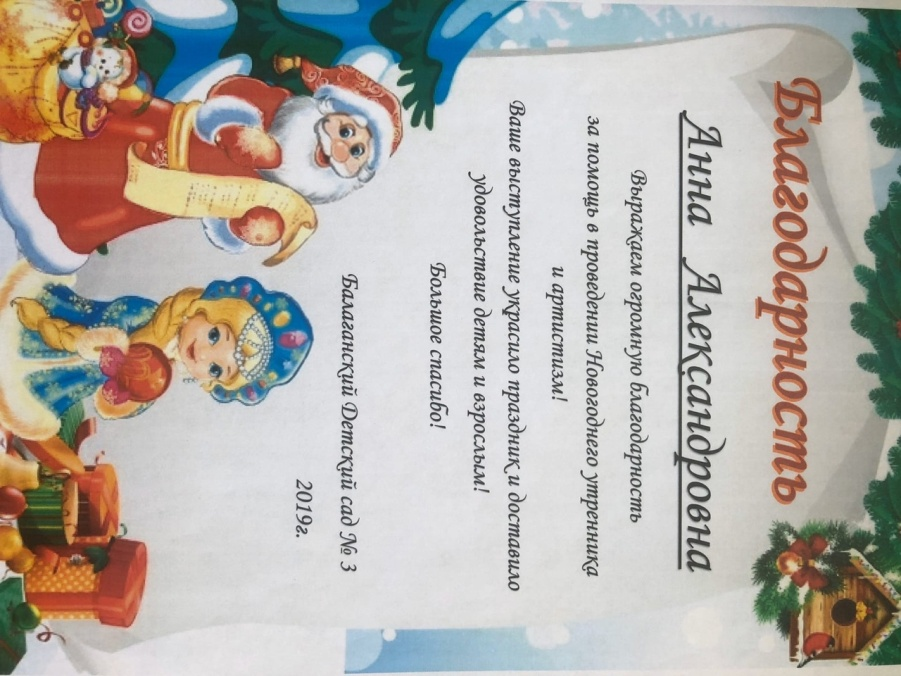 Благодарность
Анна Александровна
Выражаем огромную благодарность
за помощь в проведении Новогоднего утренника
и артистизм!
Ваше выступление украсило праздник и доставило
удовольствие детям и взрослым!
Большое спасибо!
Балаганский Детский сад № 3
2019г.